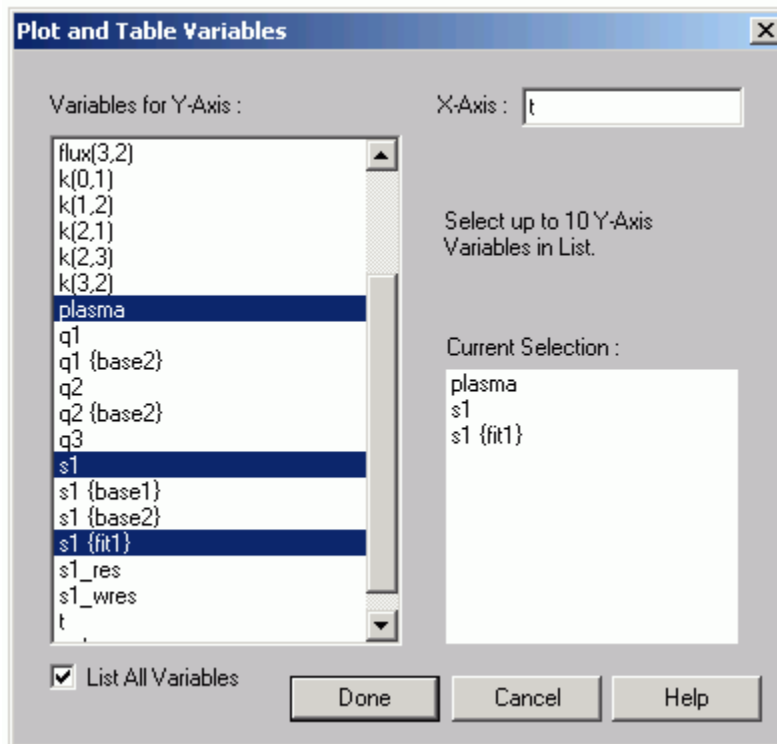 Plot and Table Variables
Variables for Y-Axis :
X-Axis :
t
flux(3,2)
k(0,1)
k(1,2)
k(2,1)
k(2,3)
k(3,2)
plasma
q1
q1 {base2}
q2
q2 {base2}
q3
s1
s1 {base1}
s1 {base2}
s1 {fit1}
s1_res
s1_wres
t
Select up to 10 Y-Axis
Variables in List.
Current Selection :
plasma
s1
s1 {fit1}
List All Variables
Done
Cancel
Help